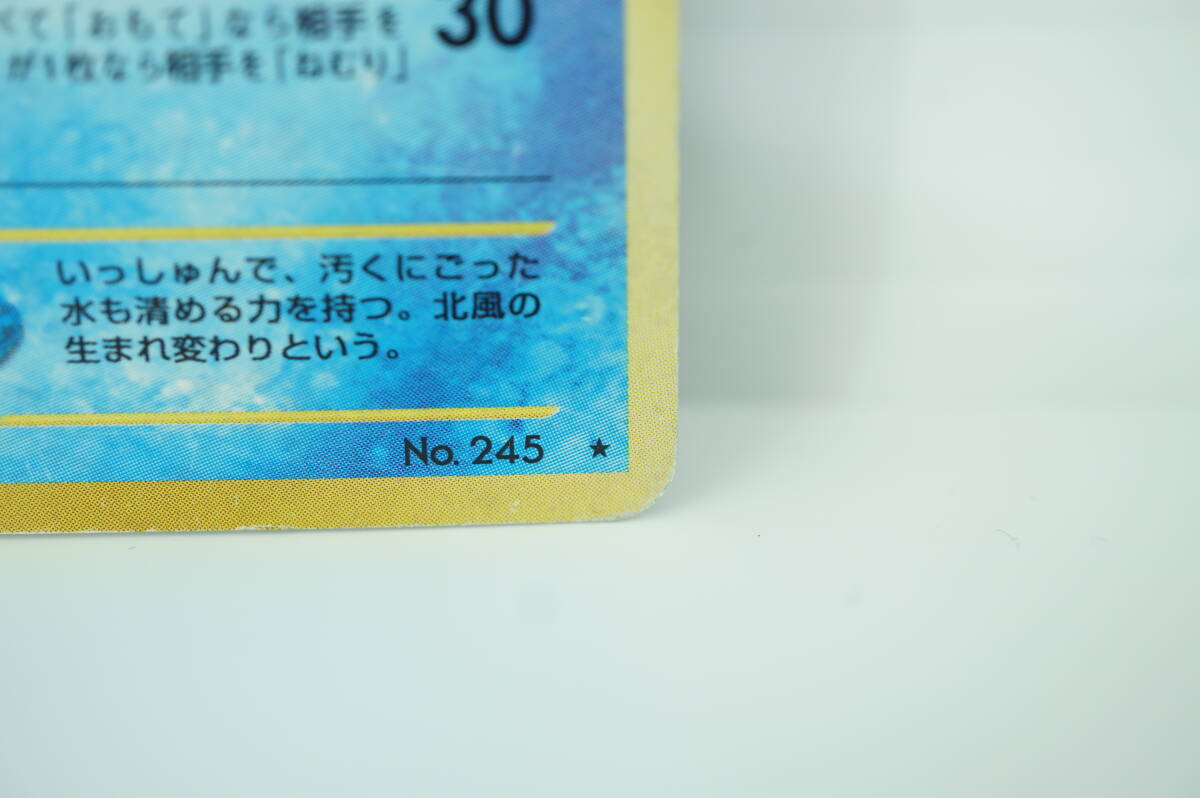 べて「おもて」なら相手を 30
が1枚なら相手を「ねむり」
いっしゅんで、汚くにごった
水も清める力を持つ。北風の
生まれ変わりという。
No. 245 ★